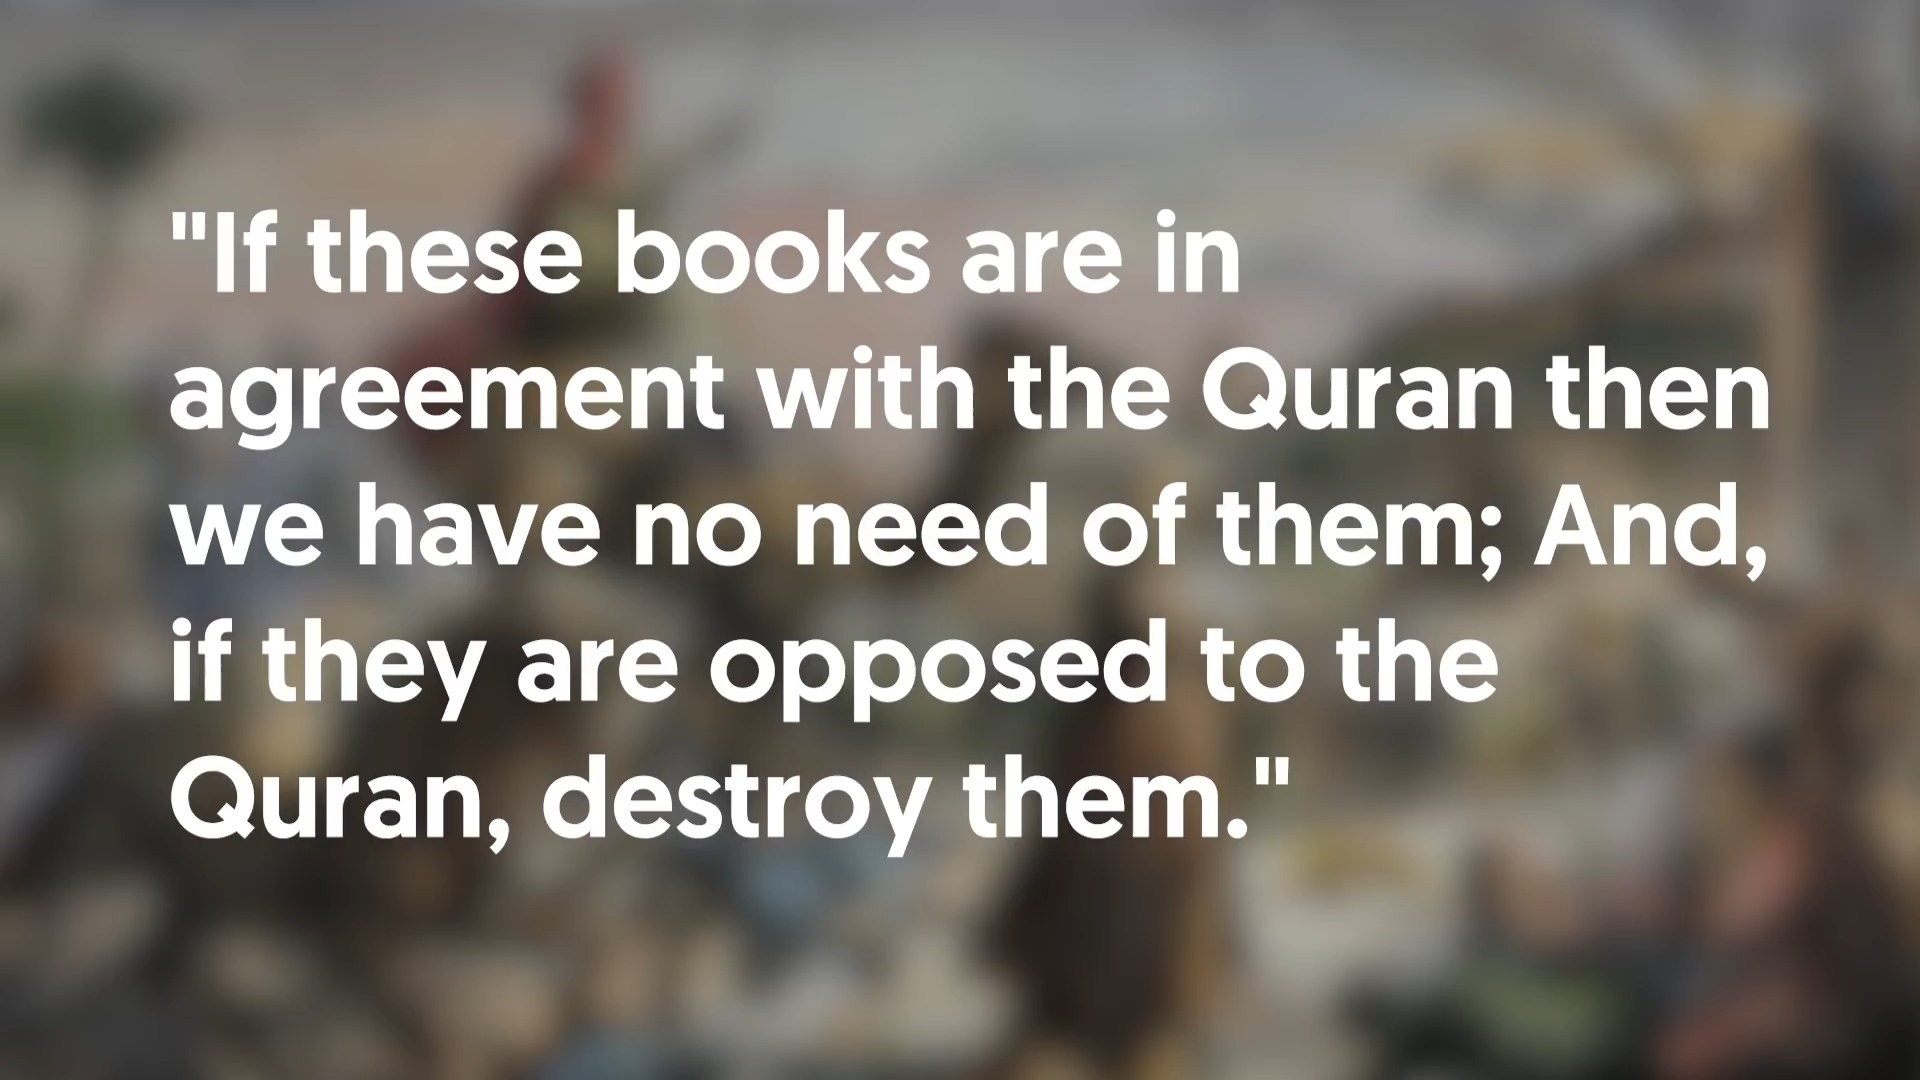 "If these books are in
agreement with the Quran then
we have no need of them; And,
if they are opposed to the
Quran, destroy them."